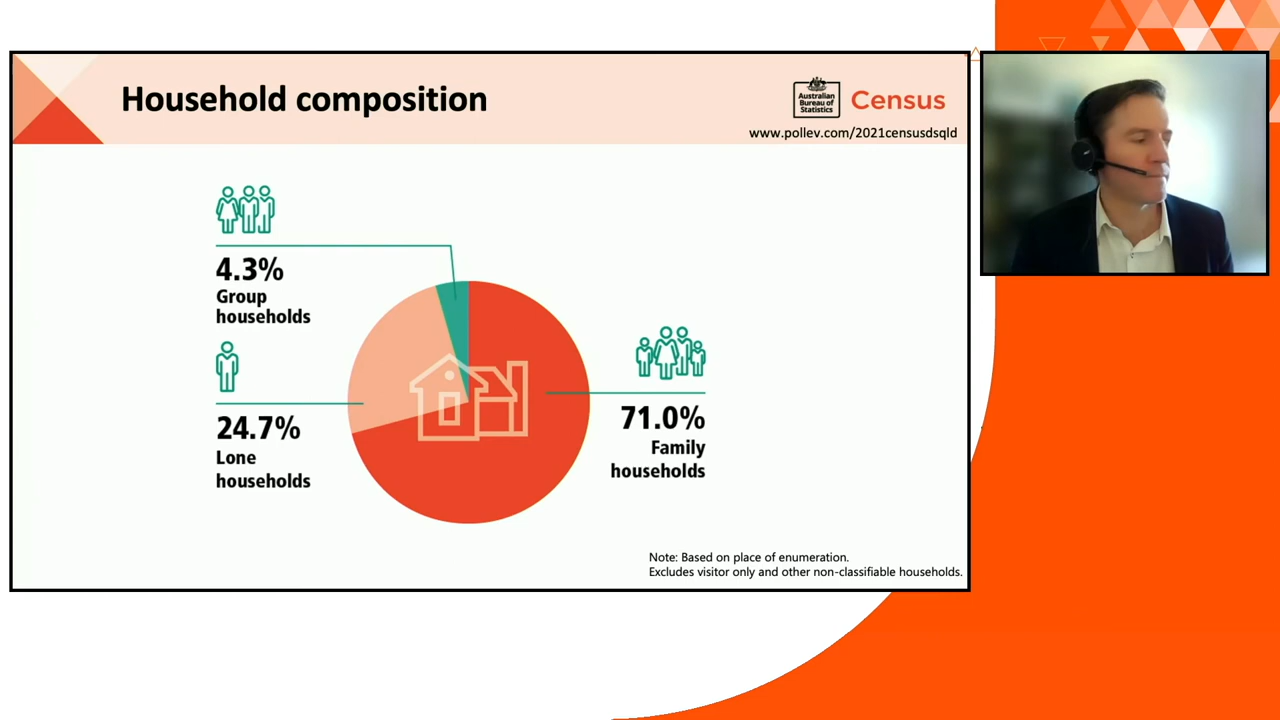 Household composition
Australian
Bureau of
Statistics
Census
www.pollev.com/2021censusdsqld
4.3%
Group
households
24.7%
Lone
households
71.0%
Family
households
Note: Based on place of enumeration.
Excludes visitor only and other non-classifiable households.